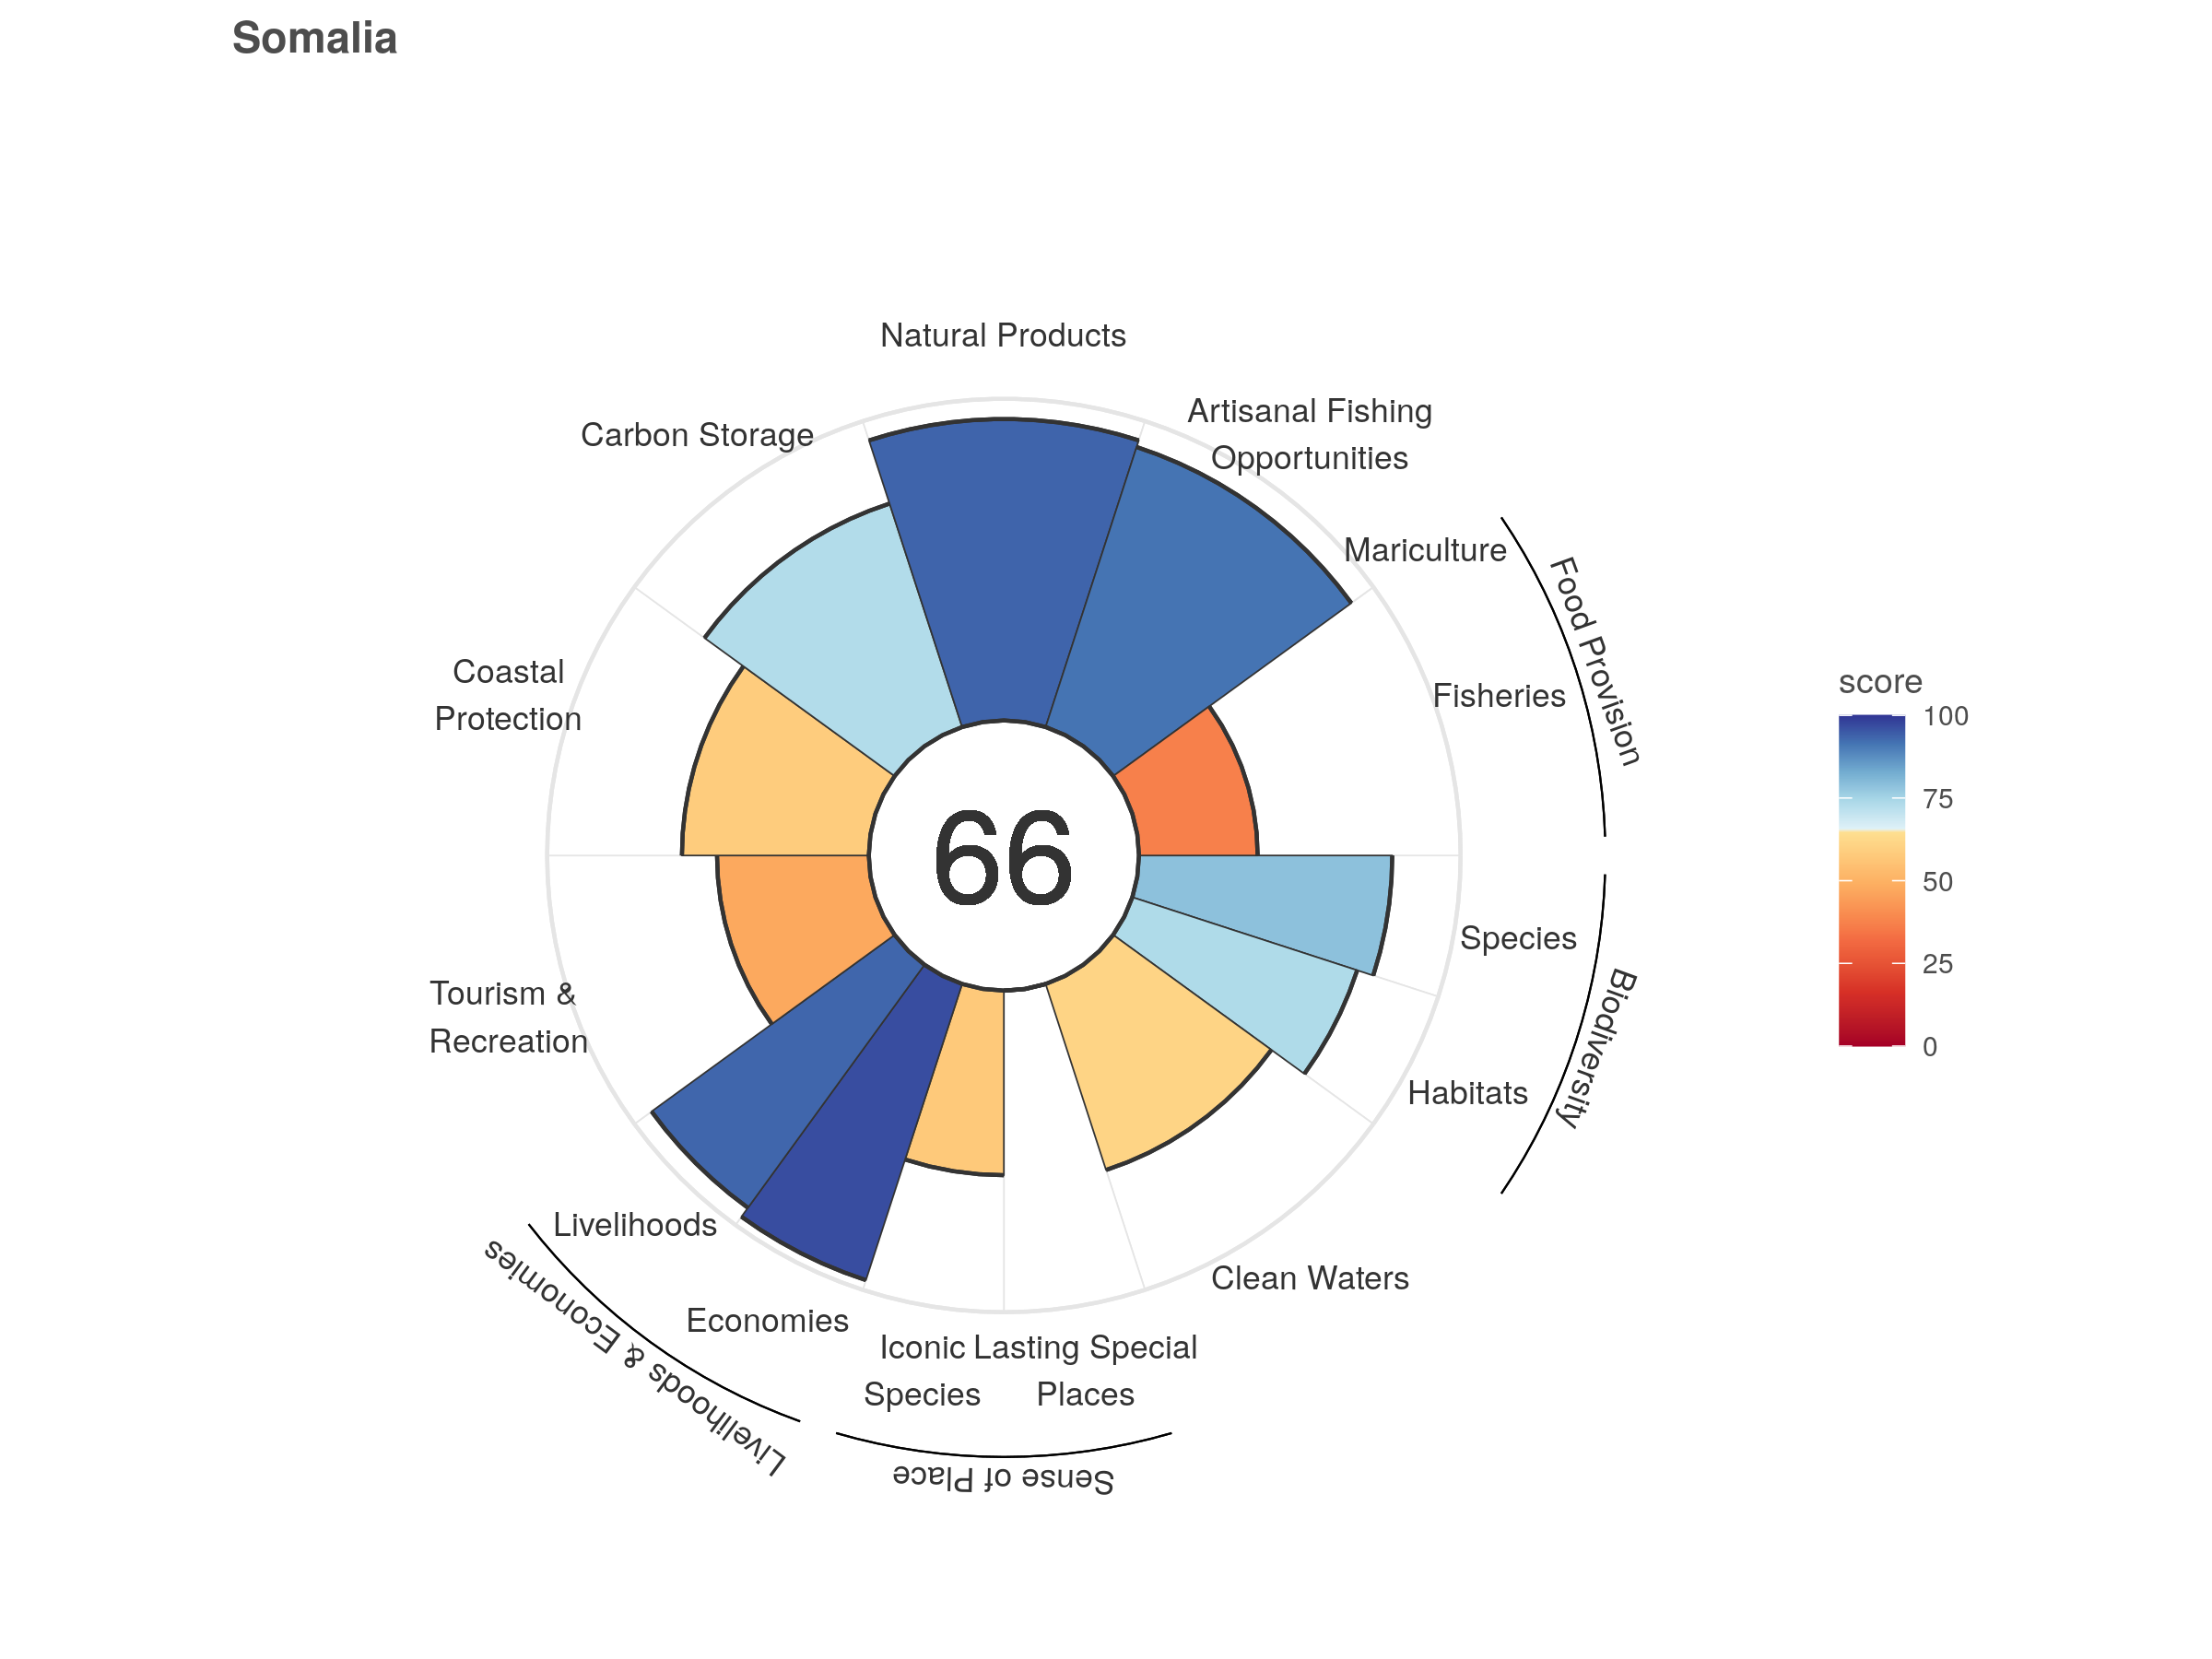 Somalia
Natural Products
Artisanal Fishing
Opportunities
Carbon Storage
Mariculture
Food Provision
Fisheries
Coastal
Protection
score
100
75
50
25
0
66
Species
Biodiversity
Habitats
Tourism &
Recreation
Livelihoods
Livelihoods & Economies
Economies
Clean Waters
Iconic
Species
Lasting Special
Places
Sense of Place